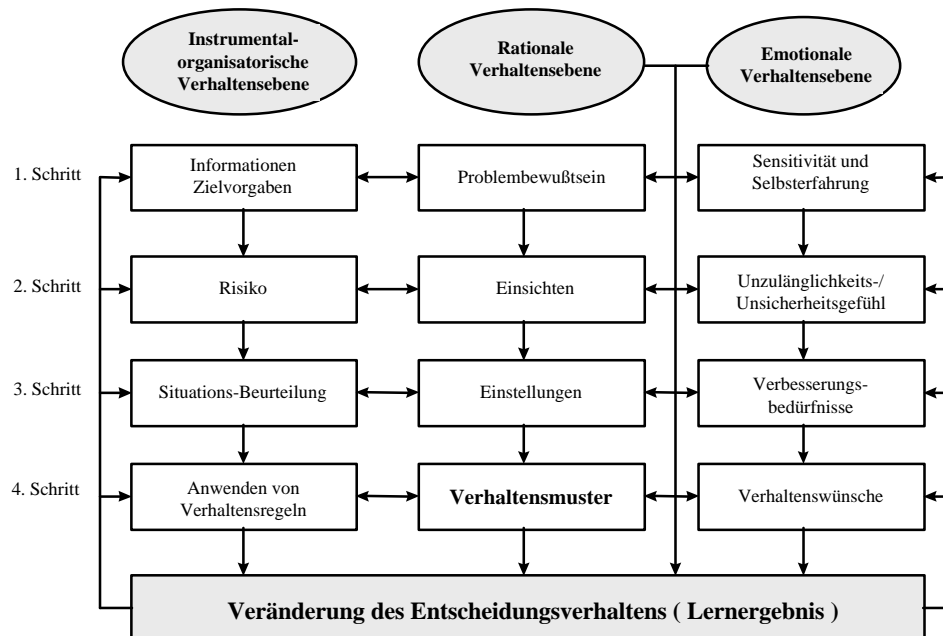 Instrumental-
organisatorische
Verhaltensebene
Rationale
Verhaltensebene
Emotionale
Verhaltensebene
1. Schritt
Informationen
Zielvorgaben
Problembewußtsein
Sensitivität und
Selbsterfahrung
2. Schritt
Risiko
Einsichten
Unzulänglichkeits-/
Unsicherheitsgefühl
3. Schritt
Situations-Beurteilung
Einstellungen
Verbesserungs-
bedürfnisse
4. Schritt
Anwenden von
Verhaltensregeln
Verhaltensmuster
Verhaltenswünsche
Veränderung des Entscheidungsverhaltens ( Lernergebnis )